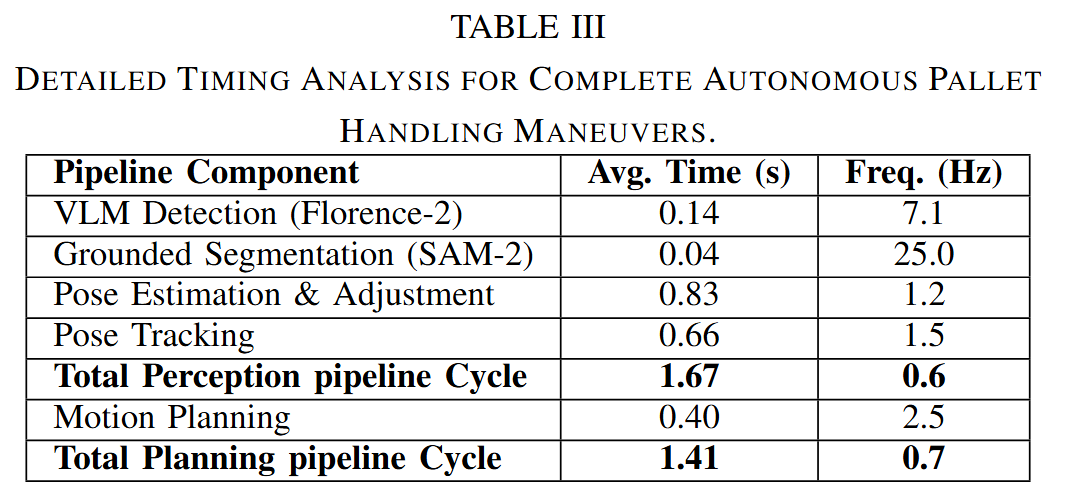 TABLE III
DETAILED TIMING ANALYSIS FOR COMPLETE AUTONOMOUS PALLET
HANDLING MANEUVERS.
Pipeline Component Avg. Time (s) Freq. (Hz)
VLM Detection (Florence-2) 0.14 7.1
Grounded Segmentation (SAM-2) 0.04 25.0
Pose Estimation & Adjustment 0.83 1.2
Pose Tracking 0.66 1.5
Total Perception pipeline Cycle 1.67 0.6
Motion Planning 0.40 2.5
Total Planning pipeline Cycle 1.41 0.7